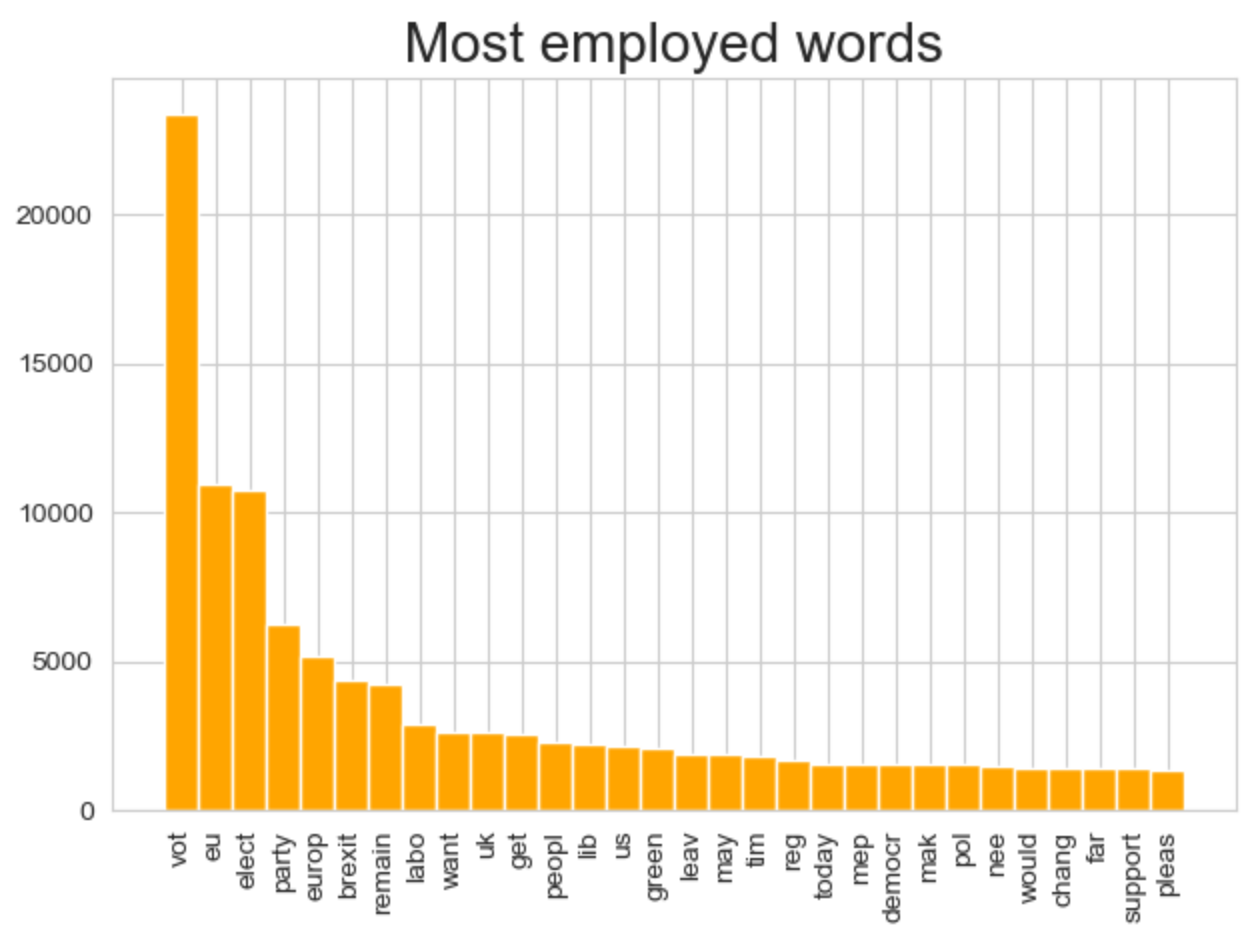 Most employed words
20000
15000
10000
5000
0
vot
eu
elect
party
europ
brexit
remain
labo
want
uk
get
peopl
lib
us
green
leav
may
tim
reg
today
mep
democr
mak
pol
nee
would
chang
far
support
pleas